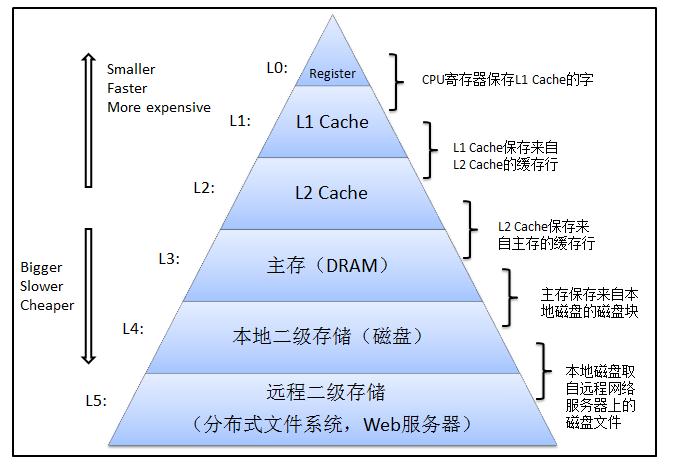 Smaller
Faster
More expensive
Bigger
Slower
Cheaper
L0:
Register
L1:
L1 Cache
L2:
L2 Cache
L3:
主存（DRAM）
L4:
本地二级存储（磁盘）
L5:
远程二级存储
（分布式文件系统，Web服务器）
CPU寄存器保存L1 Cache的字
L1 Cache保存来自
L2 Cache的缓存行
L2 Cache保存来
自主存的缓存行
主存保存来自本
地磁盘的磁盘块
本地磁盘取
自远程网络
服务器上的
磁盘文件